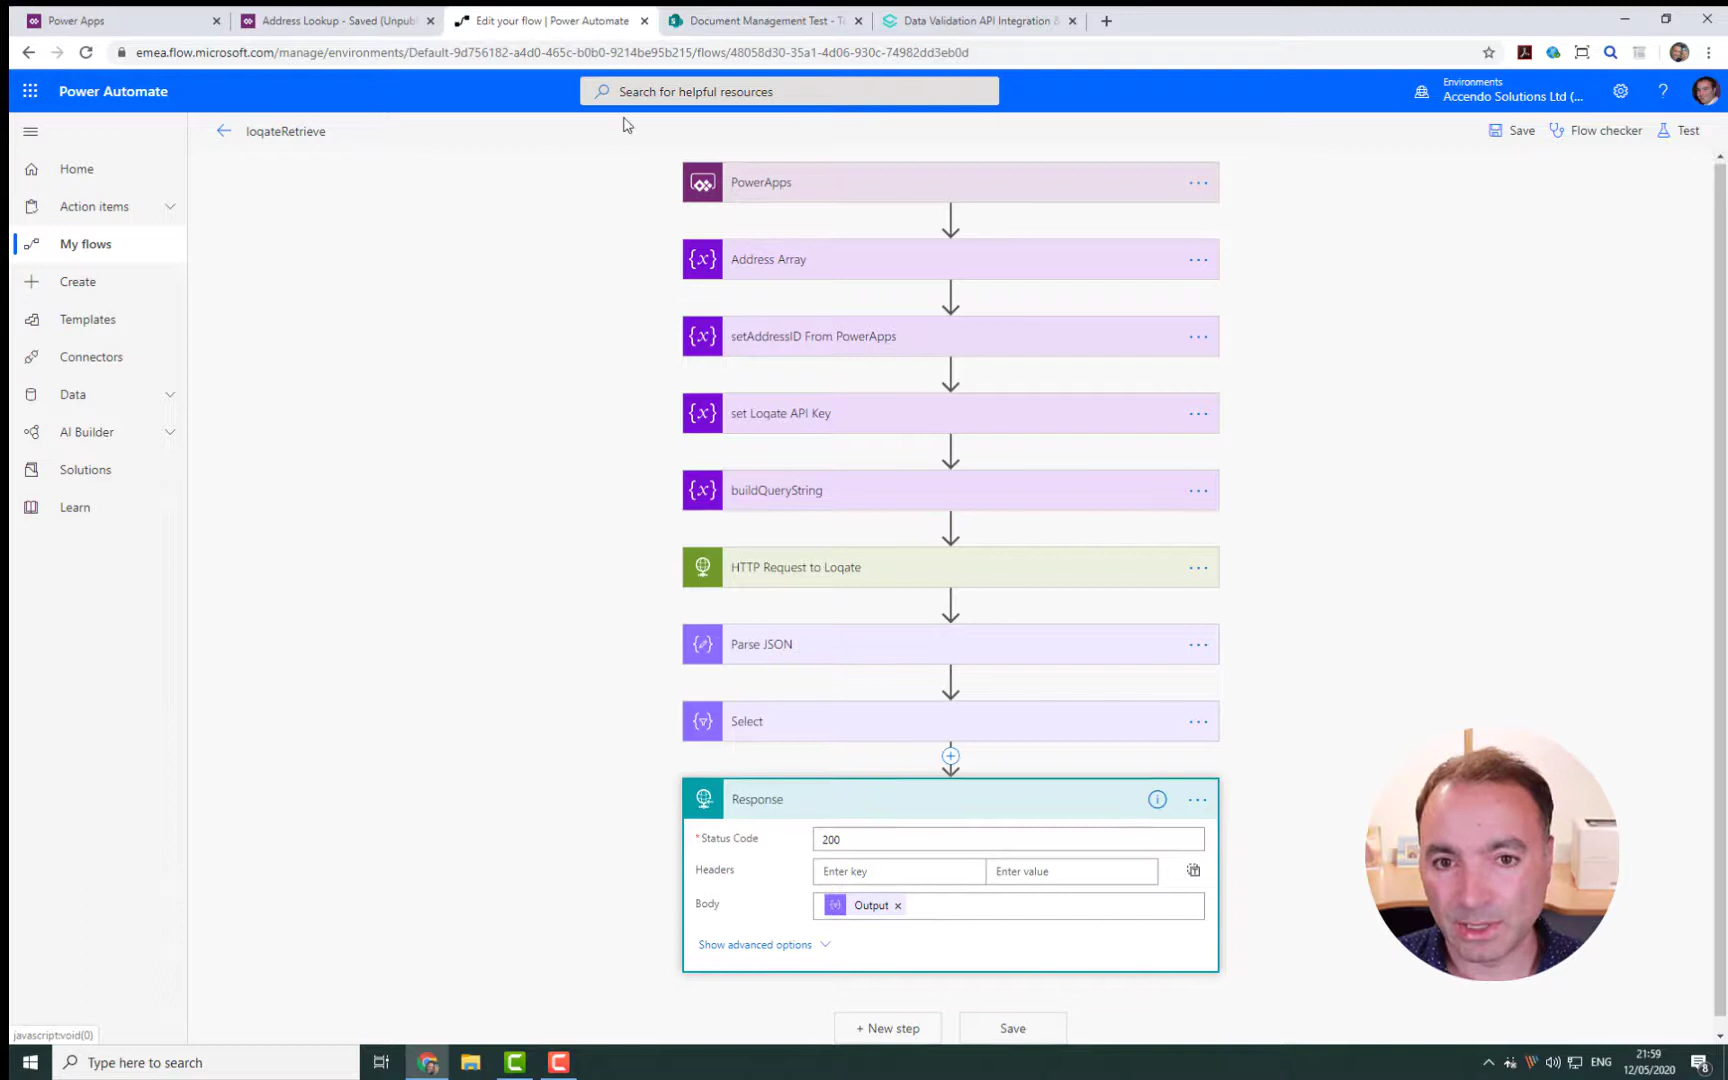 Power Apps
Address Lookup - Saved (Unpubl
Edit your flow | Power Automate
Document Management Test - Te
Data Validation API Integration &
emea.flow.microsoft.com/manage/environments/Default-9d756182-a4d0-465c-b0b0-9214be95b215/flows/48058d30-35a1-4d06-930c-74982dd3eb0d
Power Automate
Search for helpful resources
Environments
Accendo Solutions Ltd (...
loqateRetrieve
Save
Flow checker
Test
Home
Action items
My flows
Create
Templates
Connectors
Data
AI Builder
Solutions
Learn
PowerApps
Address Array
setAddressID From PowerApps
set Loqate API Key
buildQueryString
HTTP Request to Loqate
Parse JSON
Select
Response
* Status Code
200
Headers
Enter key
Enter value
Body
Output
Show advanced options
+ New step
Save
javascript:void(0)
Type here to search
ENG
21:59
12/05/2020
8